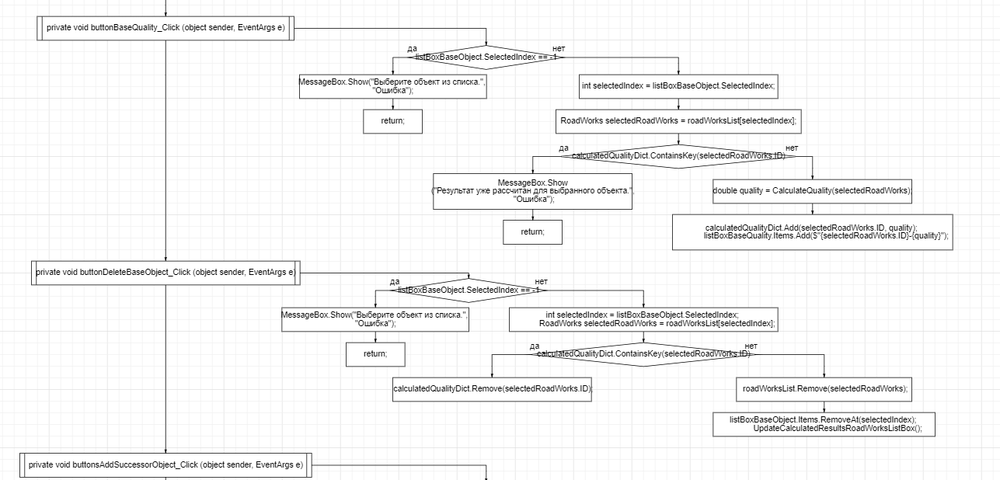 private void buttonBaseQuality_Click (object sender, EventArgs e)
да
нет
listBoxBaseObject.SelectedIndex == -1
MessageBox.Show("Выберите объект из списка.",
"Ошибка");
return;
int selectedIndex = listBoxBaseObject.SelectedIndex;
RoadWorks selectedRoadWorks = roadWorksList[selectedIndex];
да
нет
calculatedQualityDict.ContainsKey(selectedRoadWorks.ID)
MessageBox.Show
("Результат уже рассчитан для выбранного объекта.",
"Ошибка");
return;
double quality = CalculateQuality(selectedRoadWorks);
calculatedQualityDict.Add(selectedRoadWorks.ID, quality);
listBoxBaseQuality.Items.Add($"{selectedRoadWorks.ID}-{quality}");
private void buttonDeleteBaseObject_Click (object sender, EventArgs e)
да
нет
listBoxBaseObject.SelectedIndex == -1
MessageBox.Show("Выберите объект из списка.",
"Ошибка");
return;
int selectedIndex = listBoxBaseObject.SelectedIndex;
RoadWorks selectedRoadWorks = roadWorksList[selectedIndex];
да
нет
calculatedQualityDict.ContainsKey(selectedRoadWorks.ID)
calculatedQualityDict.Remove(selectedRoadWorks.ID);
roadWorksList.Remove(selectedRoadWorks);
listBoxBaseObject.Items.RemoveAt(selectedIndex);
UpdateCalculatedResultsRoadWorksListBox();
private void buttonsAddSuccessorObject_Click (object sender, EventArgs e)